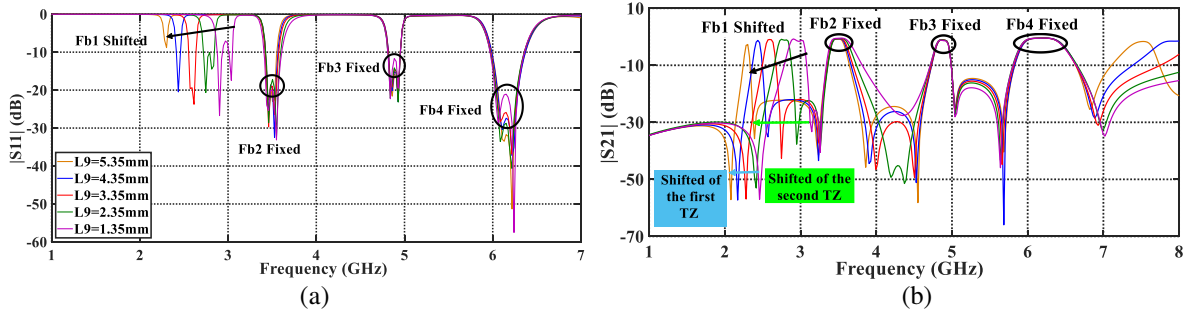 0
-10
-20
-30
-40
-50
-60
|S11| (dB)
Fb1 Shifted
Fb3 Fixed
Fb4 Fixed
Fb2 Fixed
L9=5.35mm
L9=4.35mm
L9=3.35mm
L9=2.35mm
L9=1.35mm
1 2 3 4 5 6 7
Frequency (GHz)
(a)
21
10
-10
-30
-50
-70
|S21| (dB)
Fb1 Shifted
Fb2 Fixed
Fb3 Fixed
Fb4 Fixed
Shifted of
the first
TZ
Shifted of the
second TZ
1 2 3 4 5 6 7 8
Frequency (GHz)
(b)